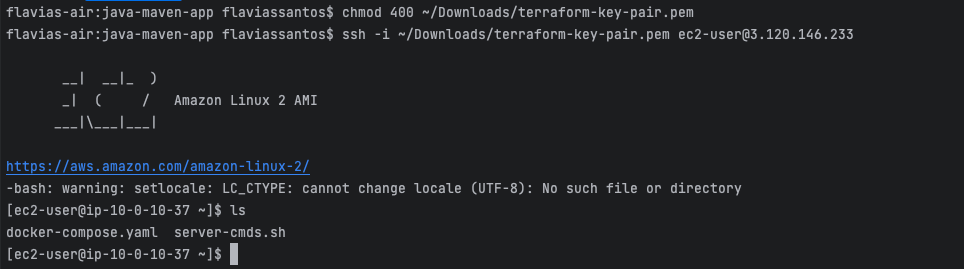 flavias-air:java-maven-app flaviassantos$ chmod 400 ~/Downloads/terraform-key-pair.pem
flavias-air:java-maven-app flaviassantos$ ssh -i ~/Downloads/terraform-key-pair.pem ec2-user@3.120.146.233
__|  __|_  )
_|  (     /   Amazon Linux 2 AMI
___|\___|___|
https://aws.amazon.com/amazon-linux-2/
-bash: warning: setlocale: LC_CTYPE: cannot change locale (UTF-8): No such file or directory
[ec2-user@ip-10-0-10-37 ~]$ ls
docker-compose.yaml  server-cmds.sh
[ec2-user@ip-10-0-10-37 ~]$